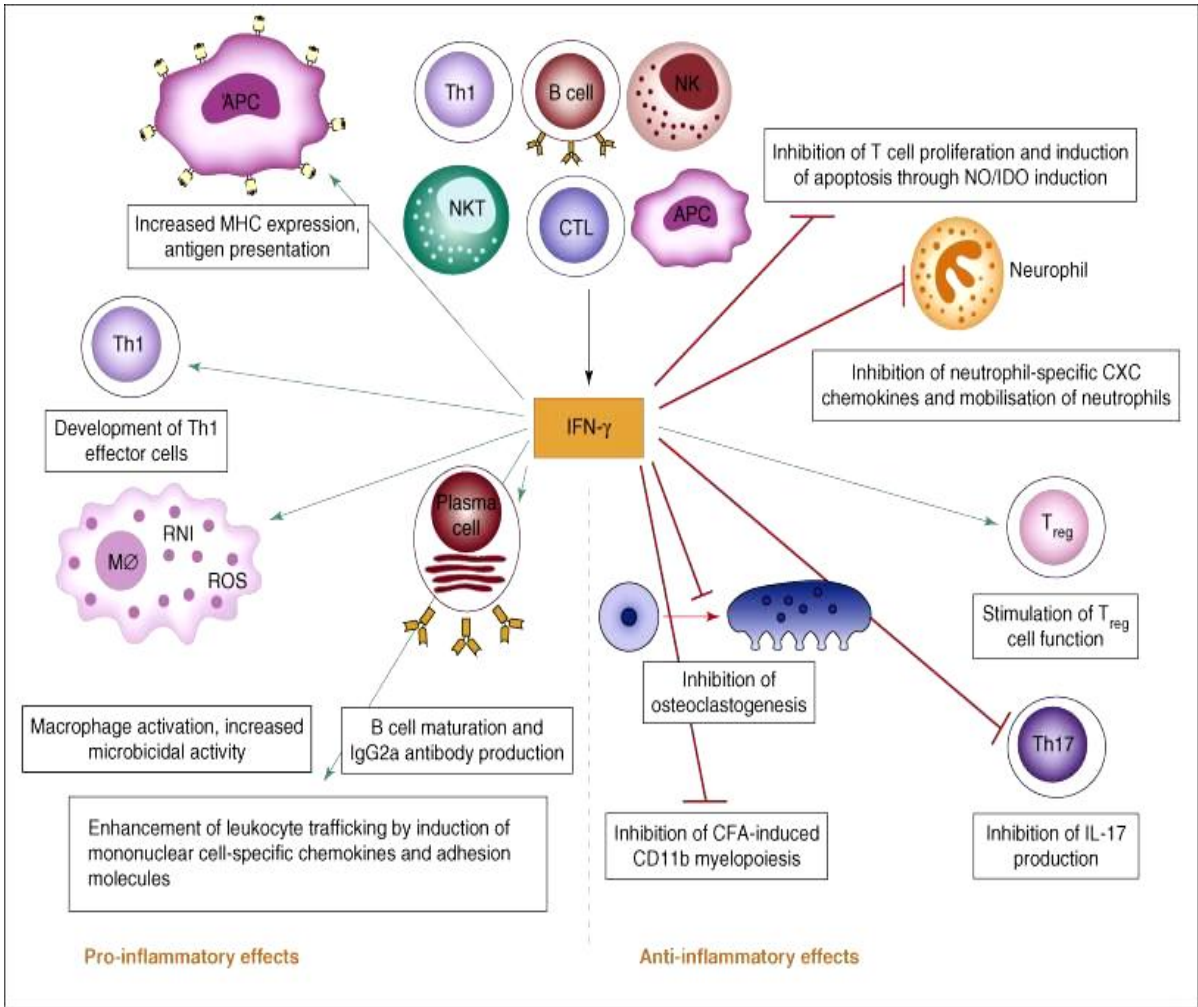 APC
Th1
B cell
NK
NKT
CTL
APC
Increased MHC expression,
antigen presentation
Inhibition of T cell proliferation and induction
of apoptosis through NO/IDO induction
Neurophil
Th1
Inhibition of neutrophil-specific CXC
chemokines and mobilisation of neutrophils
IFN-γ
Development of Th1
effector cells
Plasma
cell
RNI
MØ
ROS
Treg
Stimulation of Treg
cell function
Inhibition of
osteoclastogenesis
Macrophage activation, increased
microbicidal activity
B cell maturation and
IgG2a antibody production
Th17
Enhancement of leukocyte trafficking by induction of
mononuclear cell-specific chemokines and adhesion
molecules
Inhibition of CFA-induced
CD11b myelopoiesis
Inhibition of IL-17
production
Pro-inflammatory effects
Anti-inflammatory effects